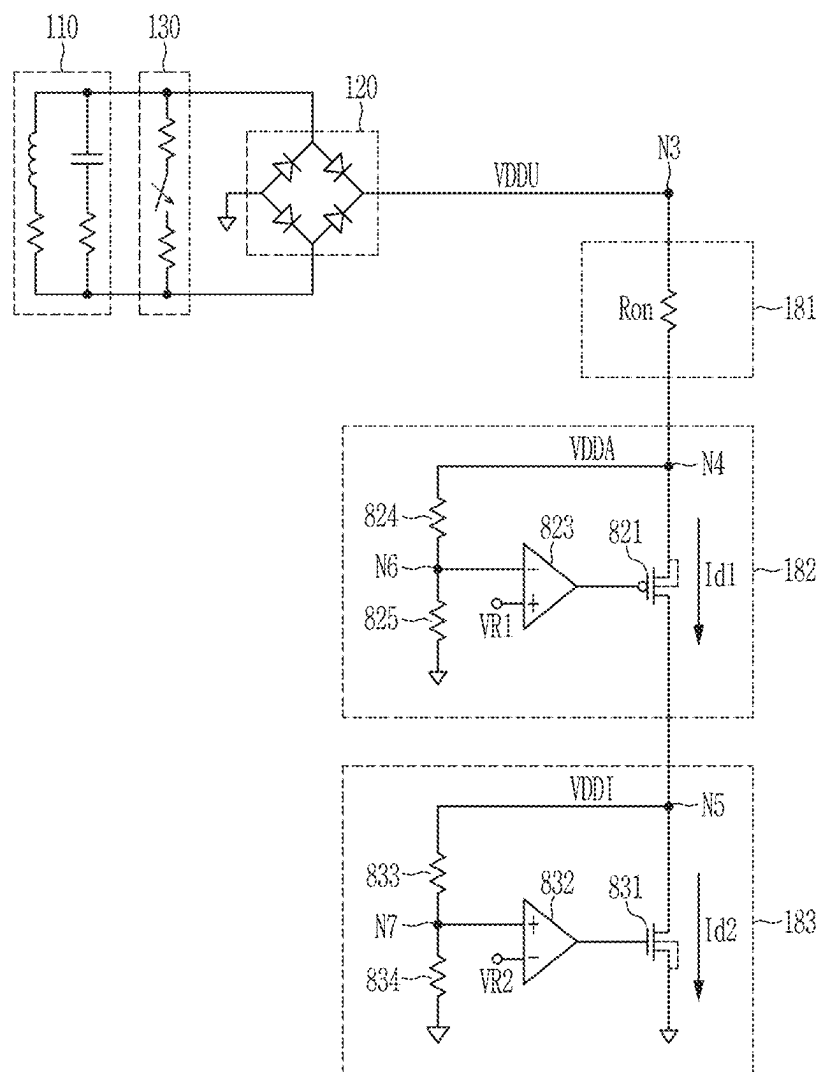 110
130
120
VDDU
N3
Ron
181
VDDA
N4
824
823
821
N6
-
Id1
182
825
VR1
+
VDDI
N5
833
832
831
N7
+
Id2
183
834
VR2
-